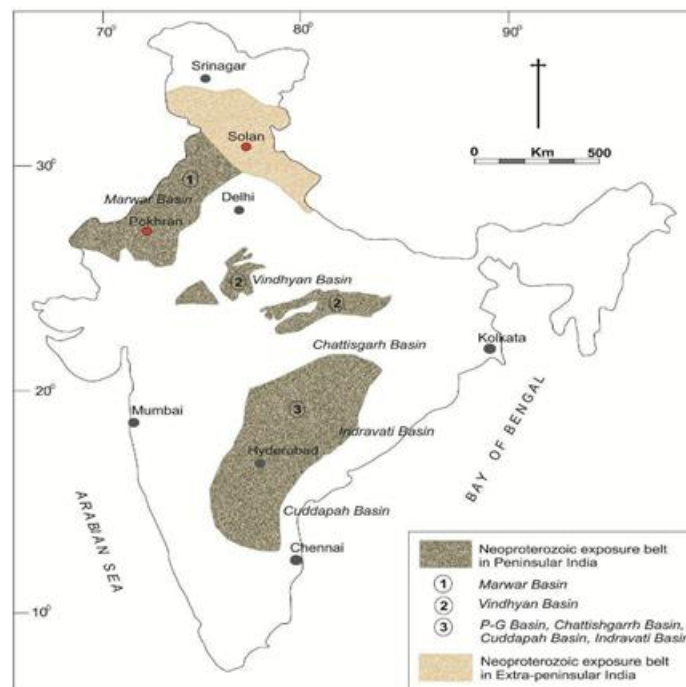 70°
80°
90°
Srinagar
Solan
Km
500
30°
1
Marwar Basin
Delhi
Pokhran
2
Vindhyan Basin
2
Chattisgarh Basin
Kolkata
20°
Mumbai
3
Indravati Basin
Hyderabad
BAY OF BENGAL
Cuddapah Basin
ARABIAN SEA
Chennai
10°
Neoproterozoic exposure belt
in Peninsular India
1 Marwar Basin
2 Vindhyan Basin
3 P-G Basin, Chattishgarrh Basin,
Cuddapah Basin, Indravati Basin
Neoproterozoic exposure belt
in Extra-peninsular India